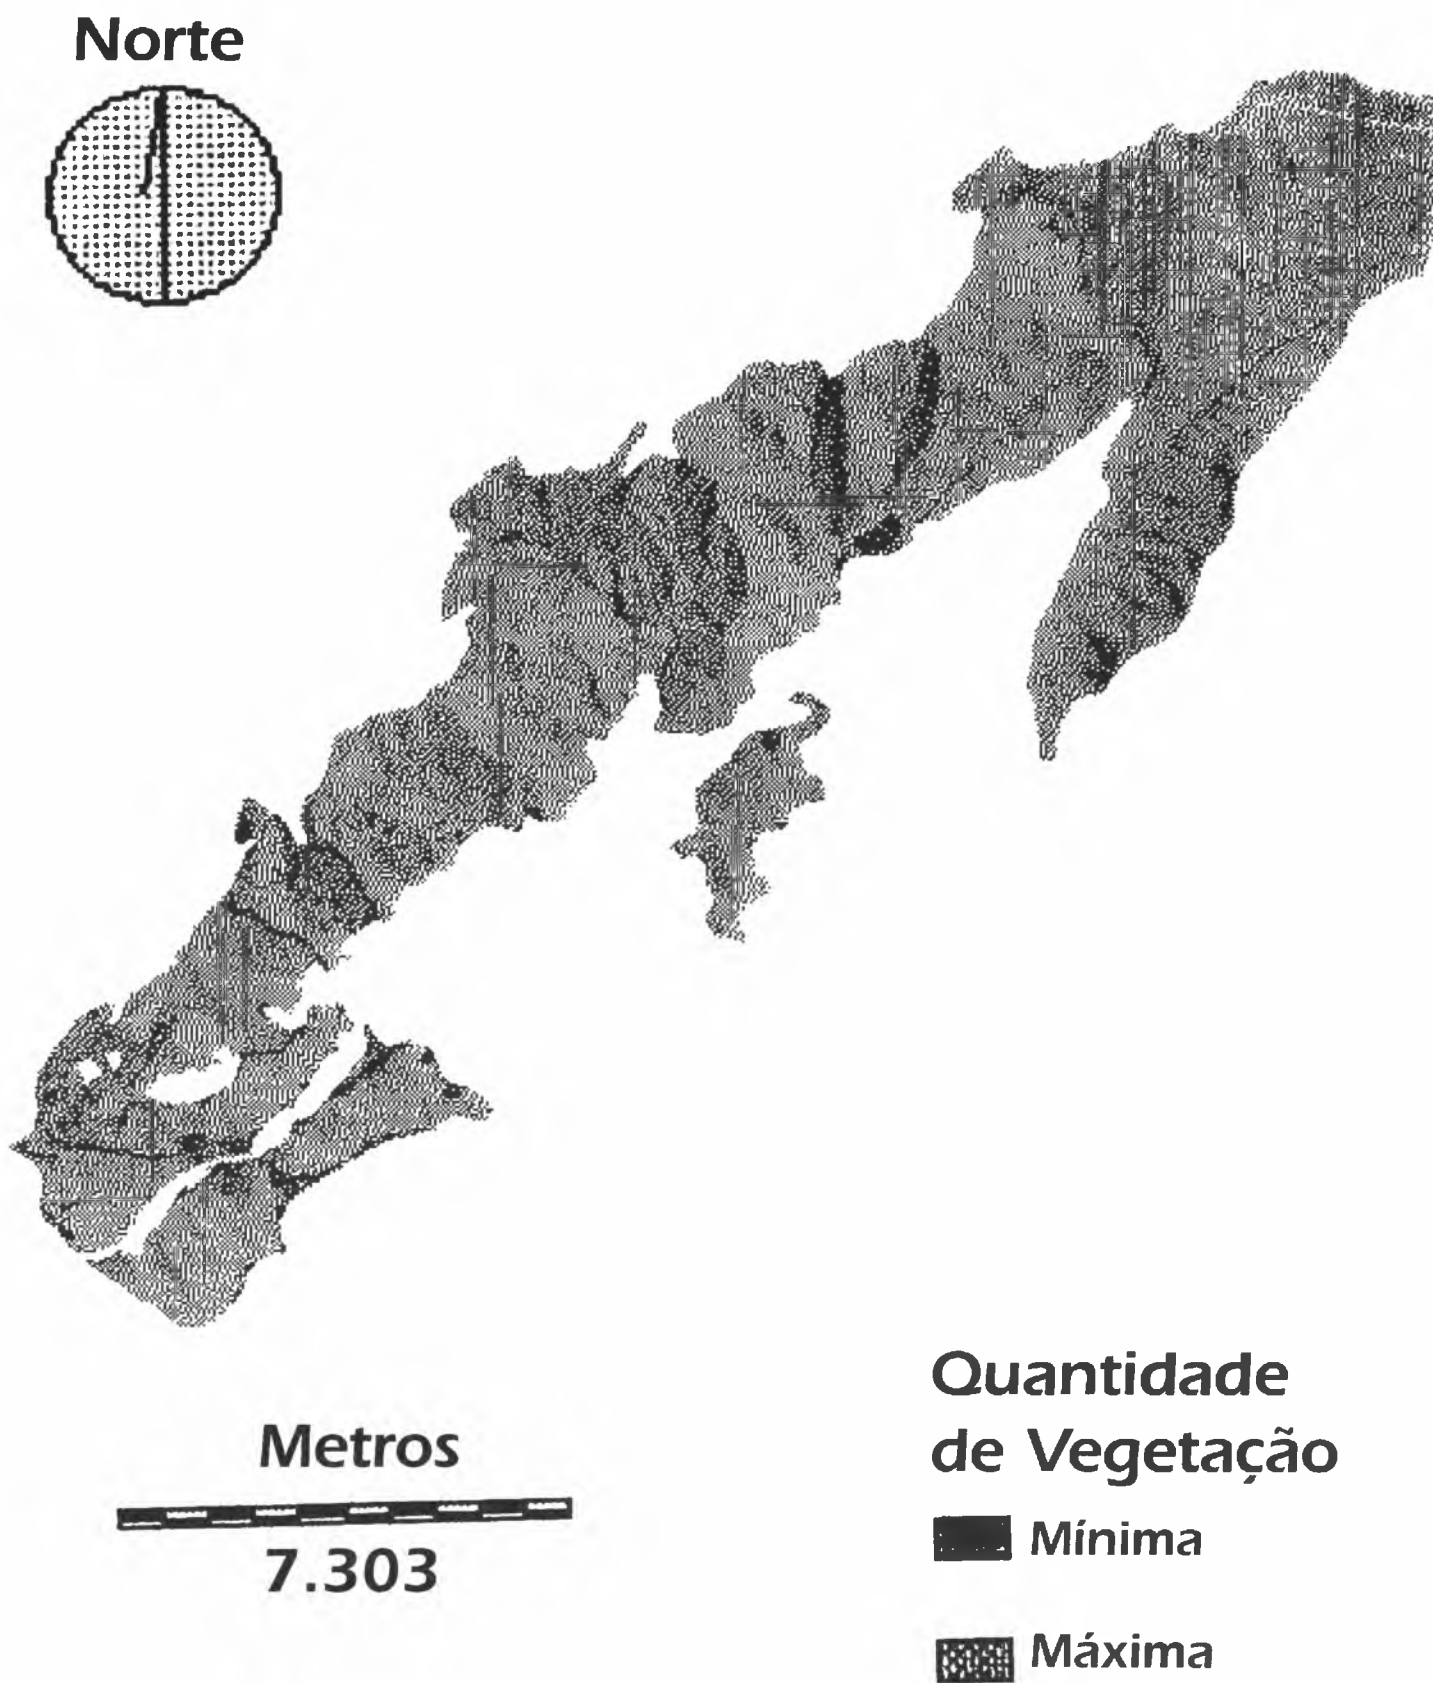 Norte
Metros
7.303
Quantidade
de Vegetação
Mínima
Máxima